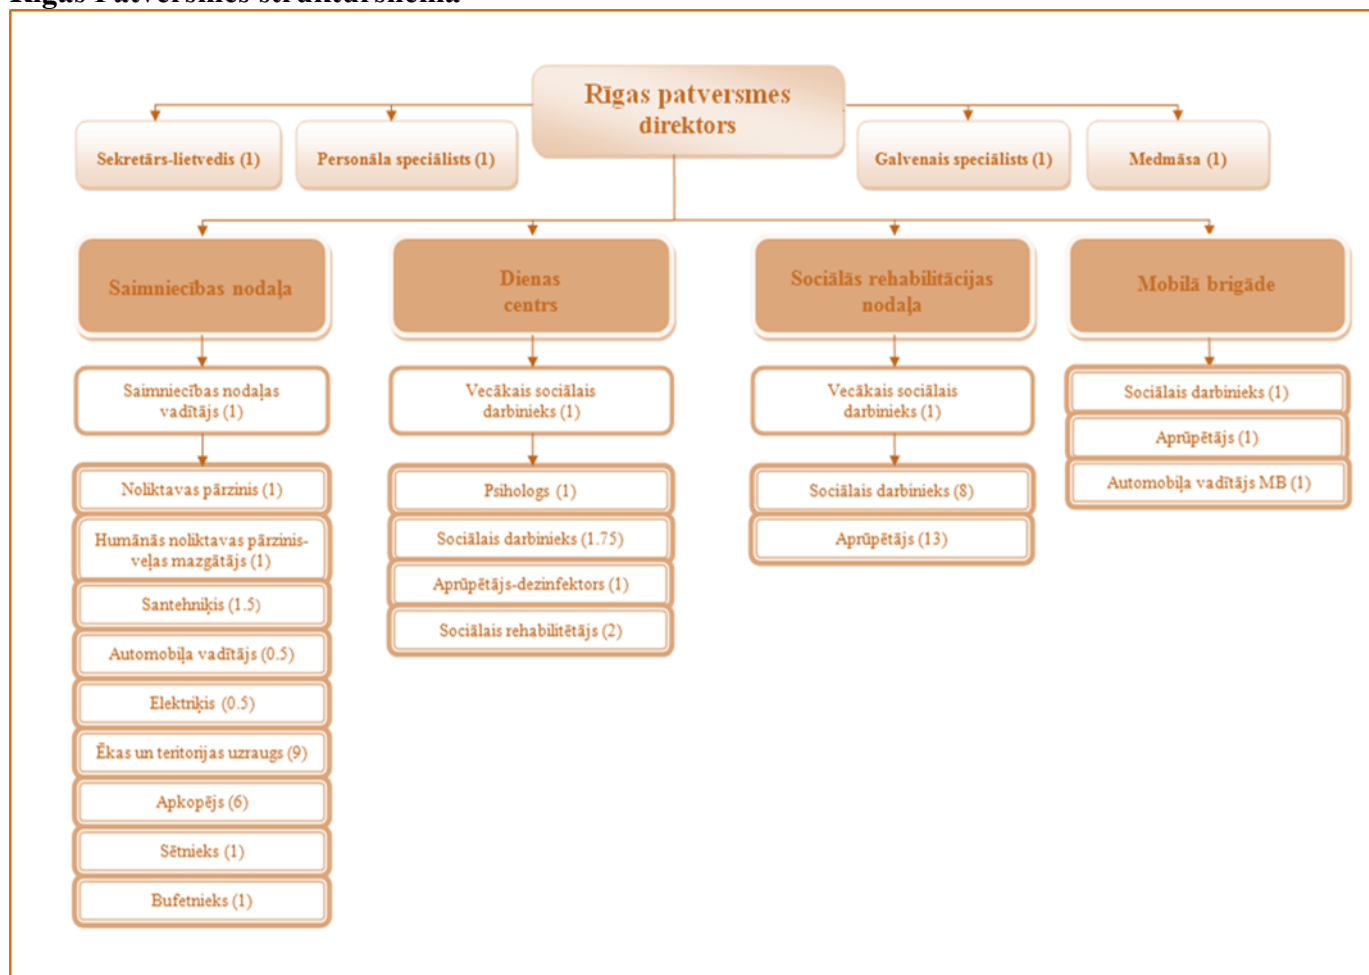 Rīgas Patversmes struktūrshēma
Rīgas patversmes
direktors
Sekretārs-lietvedis (1)
Personāla speciālists (1)
Galvenais speciālists (1)
Medmāsa (1)
Saimniecības nodaļa
Dienas
centrs
Sociālās rehabilitācijas
nodaļa
Mobilā brigāde
Saimniecības nodaļas
vadītājs (1)
Noliktavas pārzinis (1)
Humānās noliktavas pārzinis-
veļas mazgātājs (1)
Santehniķis (1.5)
Automobiļa vadītājs (0.5)
Elektriķis (0.5)
Ēkas un teritorijas uzraugs (9)
Apkopējs (6)
Sētnieks (1)
Bufetnieks (1)
Vecākais sociālais
darbinieks (1)
Psihologs (1)
Sociālais darbinieks (1.75)
Aprūpētājs-dezinfektors (1)
Sociālais rehabilitētājs (2)
Vecākais sociālais
darbinieks (1)
Sociālais darbinieks (8)
Aprūpētājs (13)
Sociālais darbinieks (1)
Aprūpētājs (1)
Automobiļa vadītājs MB (1)